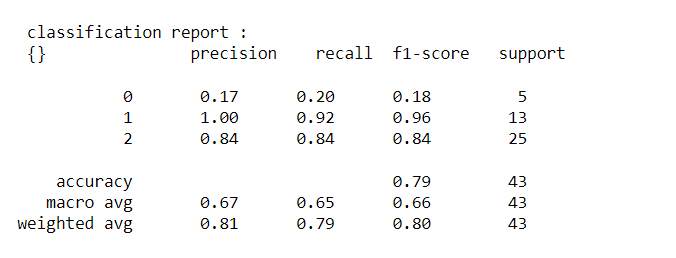 classification report :
{} precision recall f1-score support
0 0.17 0.20 0.18 5
1 1.00 0.92 0.96 13
2 0.84 0.84 0.84 25
accuracy 0.79 43
macro avg 0.67 0.65 0.66 43
weighted avg 0.81 0.79 0.80 43